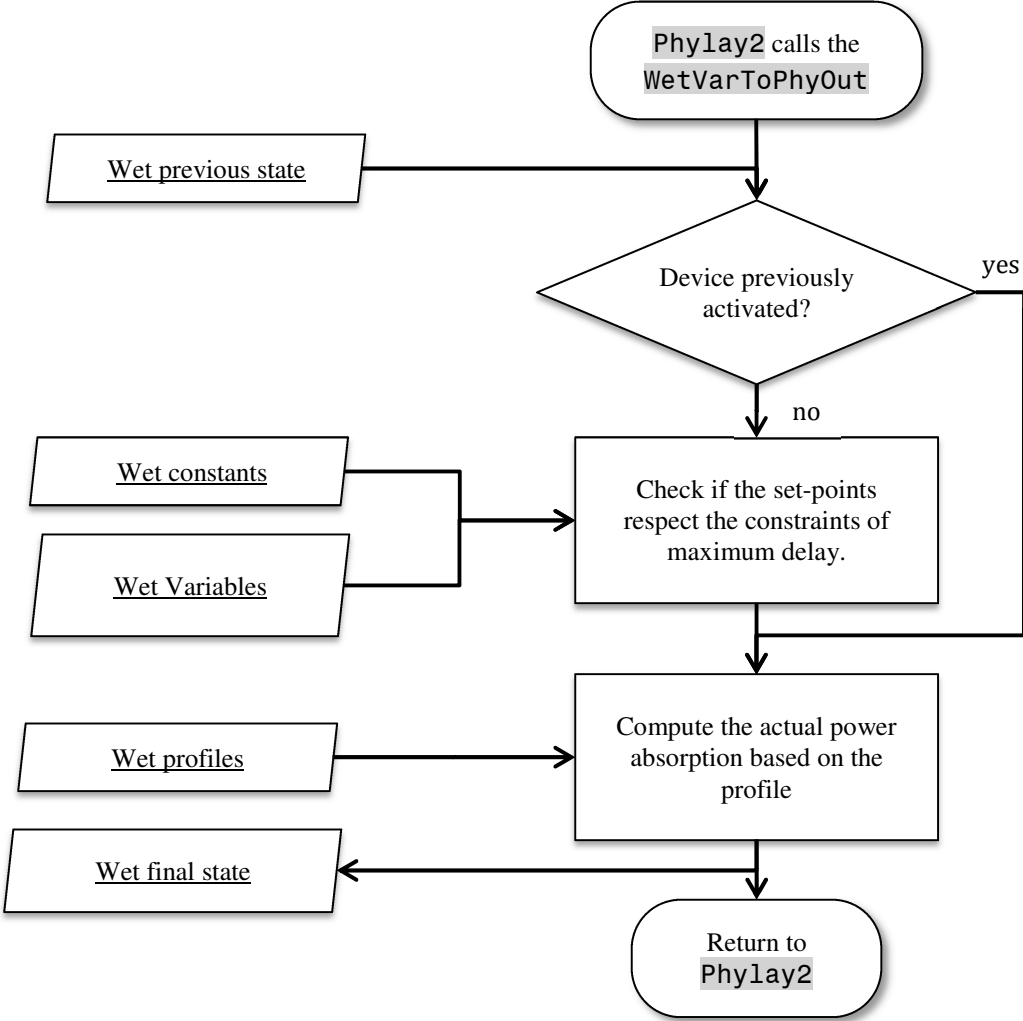 Phylay2 calls the
WetVarToPhyOut
Wet previous state
Device previously
activated?
yes
no
Wet constants
Wet Variables
Check if the set-points
respect the constraints of
maximum delay.
Wet profiles
Compute the actual power
absorption based on the
profile
Wet final state
Return to
Phylay2